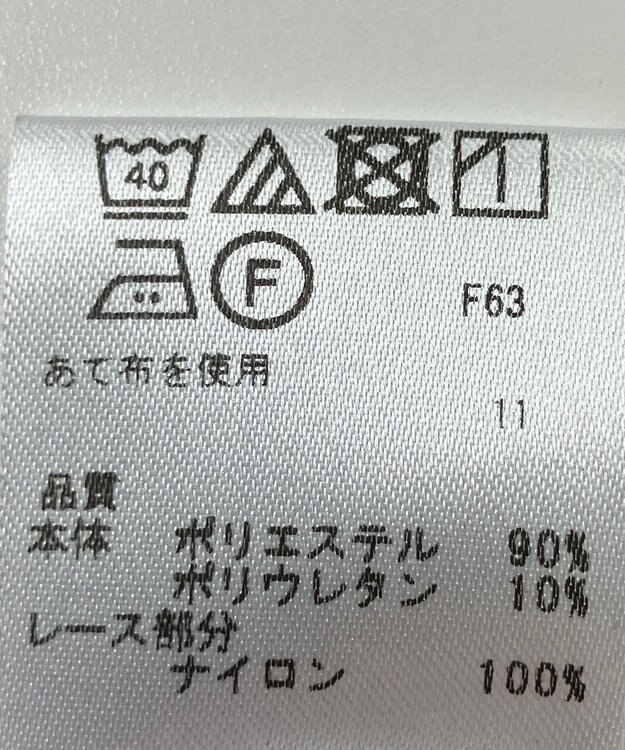 40
F
F63
あて布を使用
11
品質
本体 ポリエステル 90%
ポリウレタン 10%
レース部分
ナイロン 100%